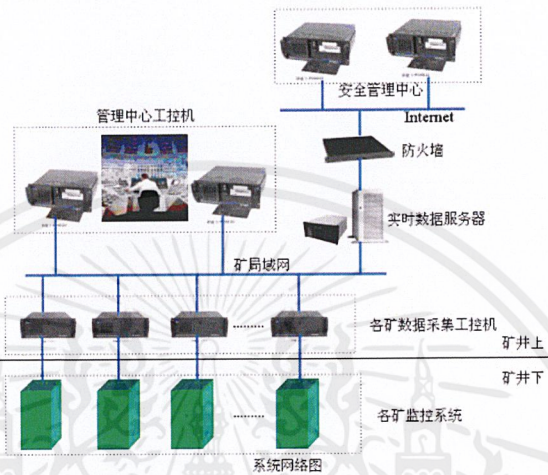 安全管理中心
Internet
管理中心工控机
防火墙
实时数据服务器
矿局域网
各矿数据采集工控机
矿井上
矿井下
各矿监控系统
系统网络图